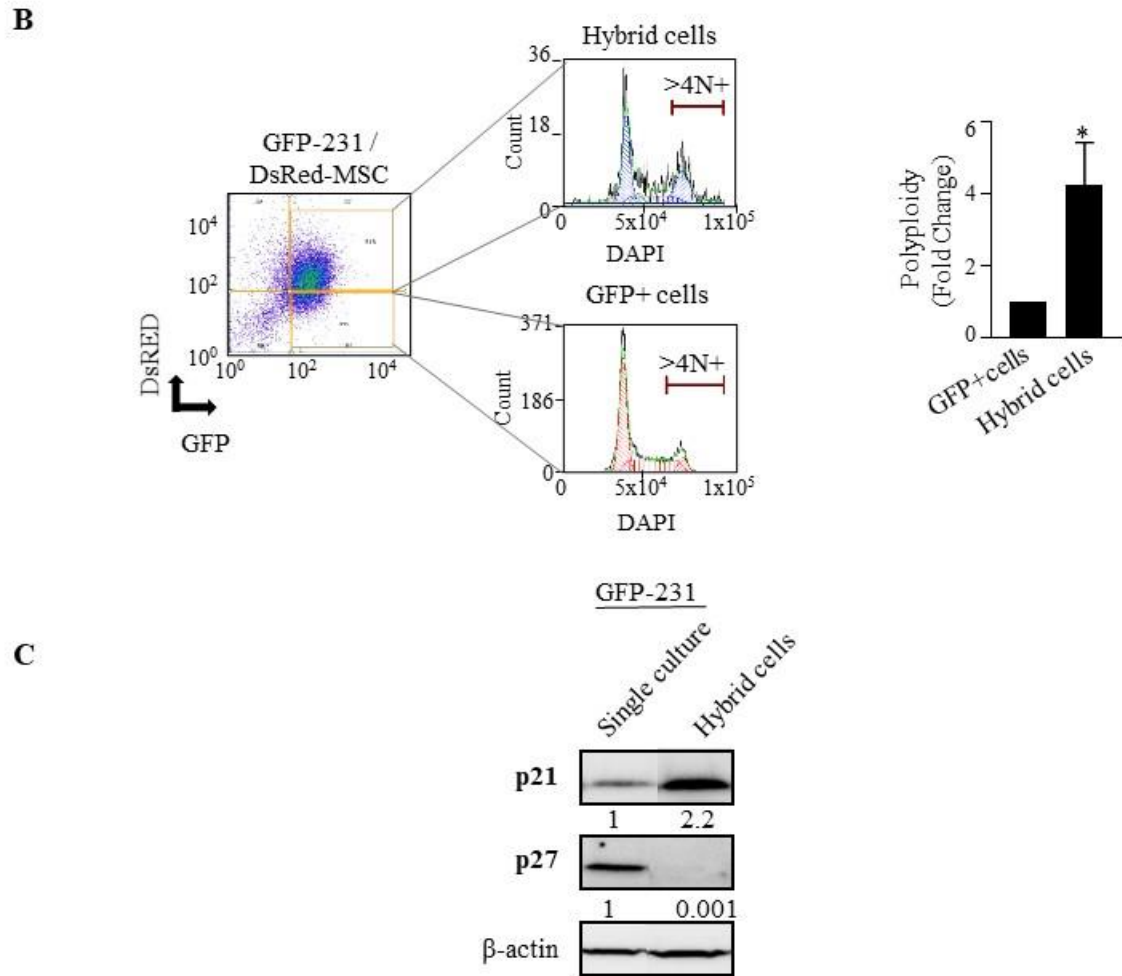 B
GFP-231 /
DsRed-MSC
10⁴
10²
10⁰
10⁰ 10² 10⁴
DsRED
GFP
Hybrid cells
36
18
0
Count
>4N+
0 5x10⁴ 1x10⁵
DAPI
GFP+ cells
371
186
0
Count
>4N+
0 5x10⁴ 1x10⁵
DAPI
Polyploidy
(Fold Change)
6
4
2
0
*
GFP+cells
Hybrid cells
C
GFP-231
Single culture
Hybrid cells
p21
1 2.2
p27
1 0.001
β-actin